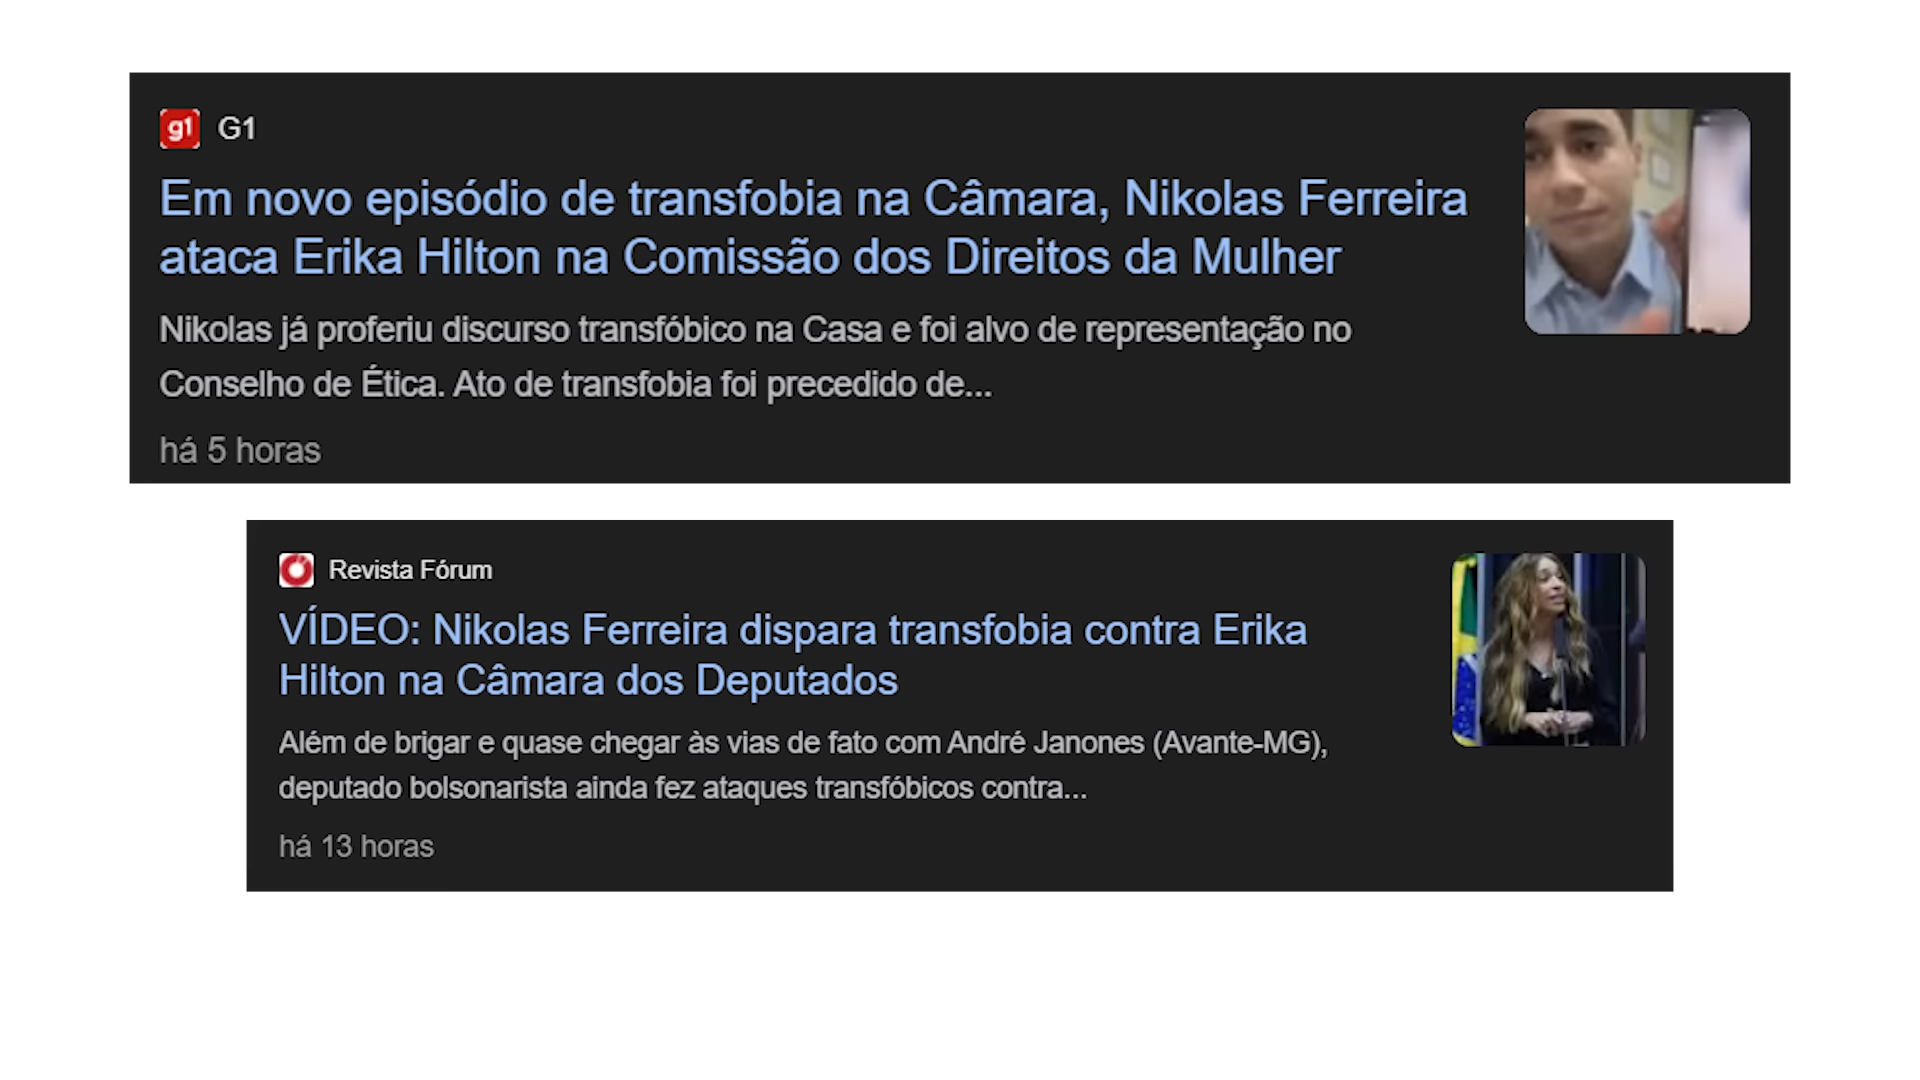 g1 G1
Em novo episódio de transfobia na Câmara, Nikolas Ferreira
ataca Erika Hilton na Comissão dos Direitos da Mulher
Nikolas já proferiu discurso transfóbico na Casa e foi alvo de representação no
Conselho de Ética. Ato de transfobia foi precedido de...
há 5 horas
Revista Fórum
VÍDEO: Nikolas Ferreira dispara transfobia contra Erika
Hilton na Câmara dos Deputados
Além de brigar e quase chegar às vias de fato com André Janones (Avante-MG),
deputado bolsonarista ainda fez ataques transfóbicos contra...
há 13 horas